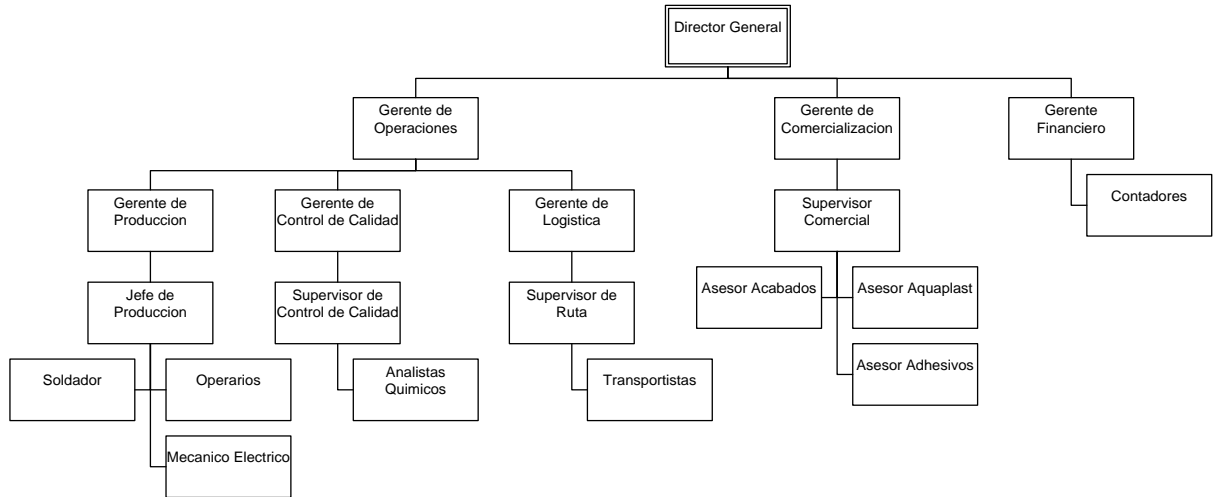 Director General
Gerente de
Operaciones
Gerente de
Comercializacion
Gerente
Financiero
Gerente de
Produccion
Gerente de
Control de Calidad
Gerente de
Logistica
Supervisor
Comercial
Contadores
Jefe de
Produccion
Supervisor de
Control de Calidad
Supervisor de
Ruta
Asesor Acabados
Asesor Aquaplast
Soldador
Operarios
Analistas
Quimicos
Transportistas
Asesor Adhesivos
Mecanico Electrico